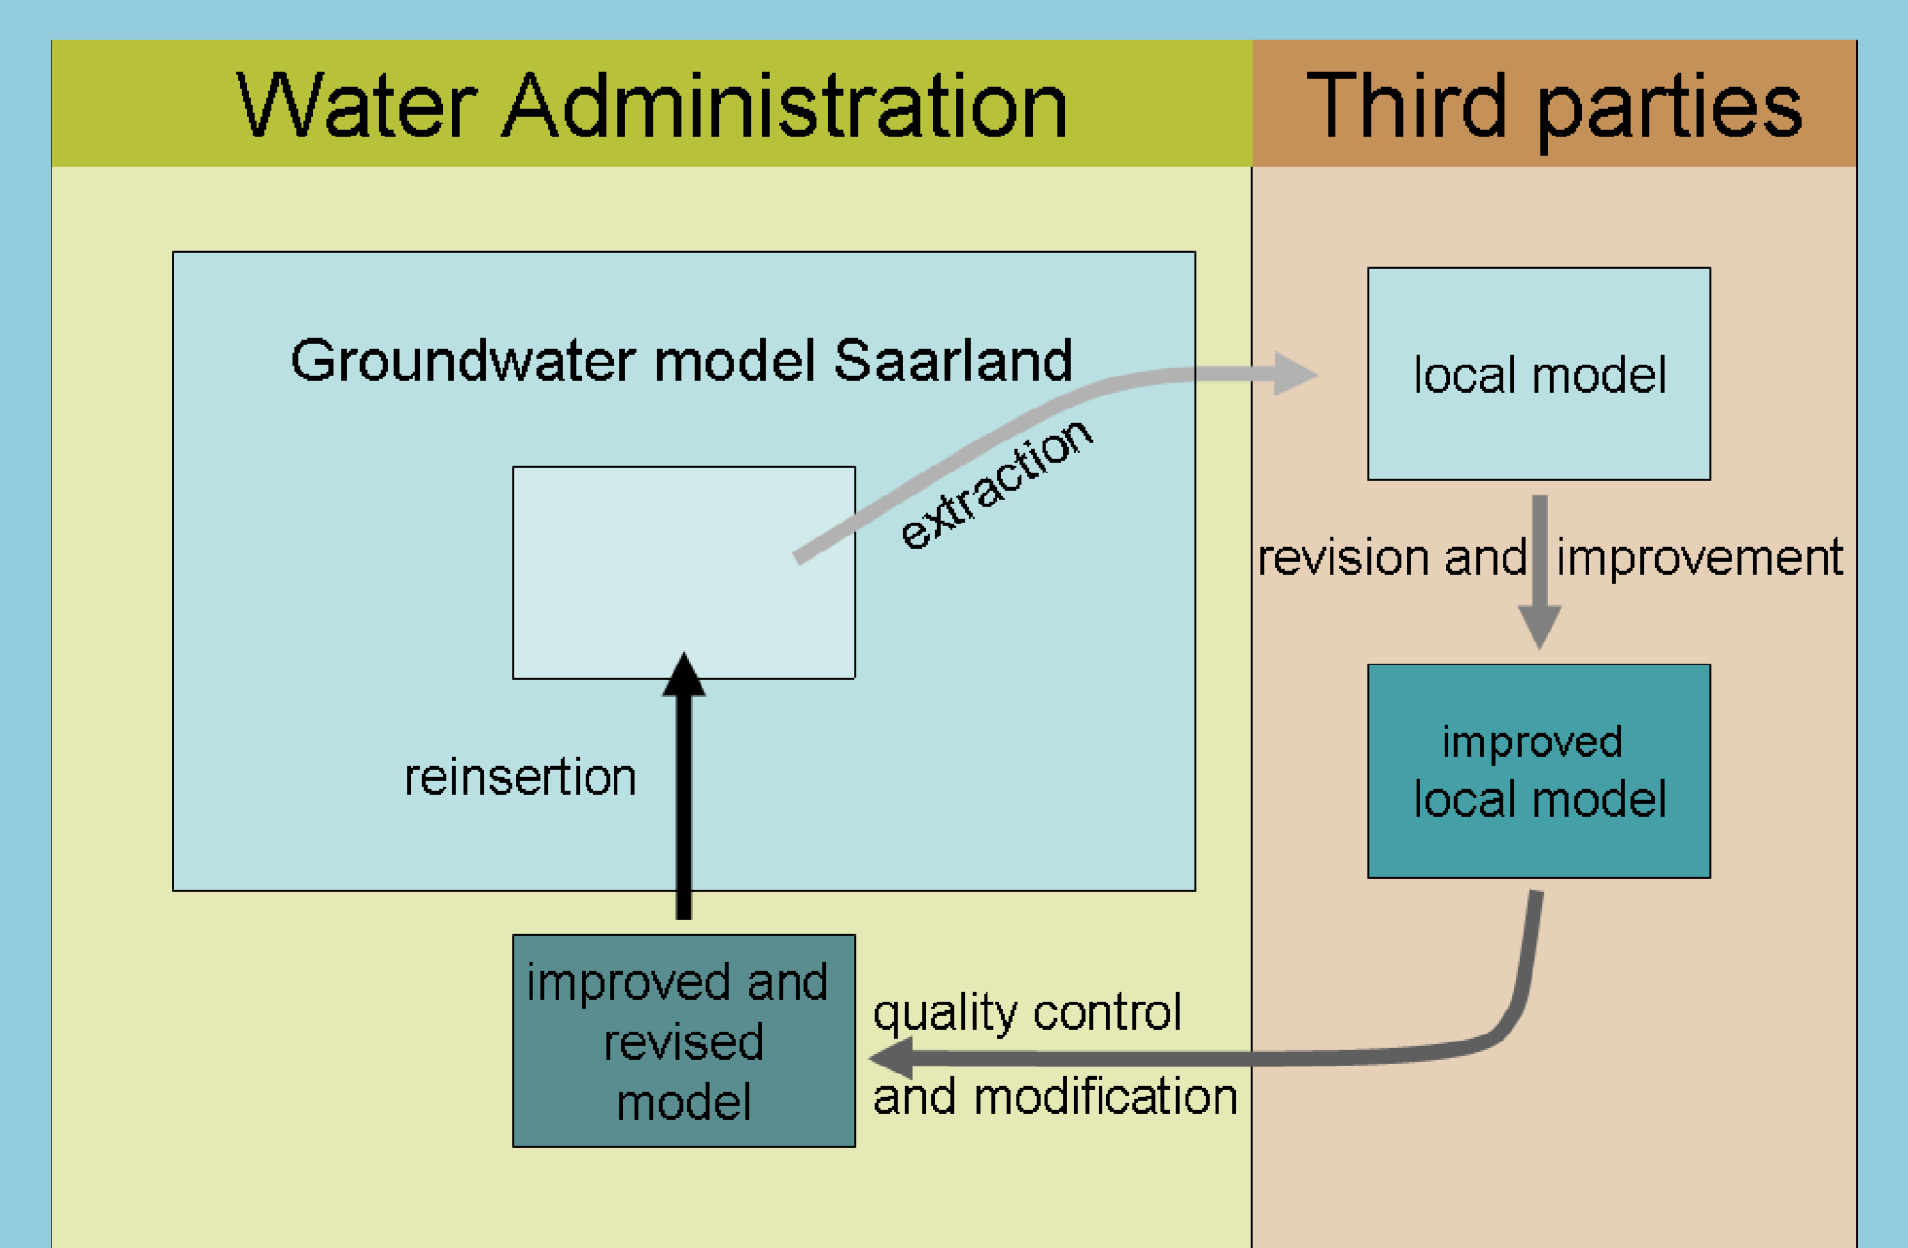 Water Administration
Third parties
Groundwater model Saarland
extraction
local model
revision and improvement
improved
local model
reinsertion
improved and
revised
model
quality control
and modification